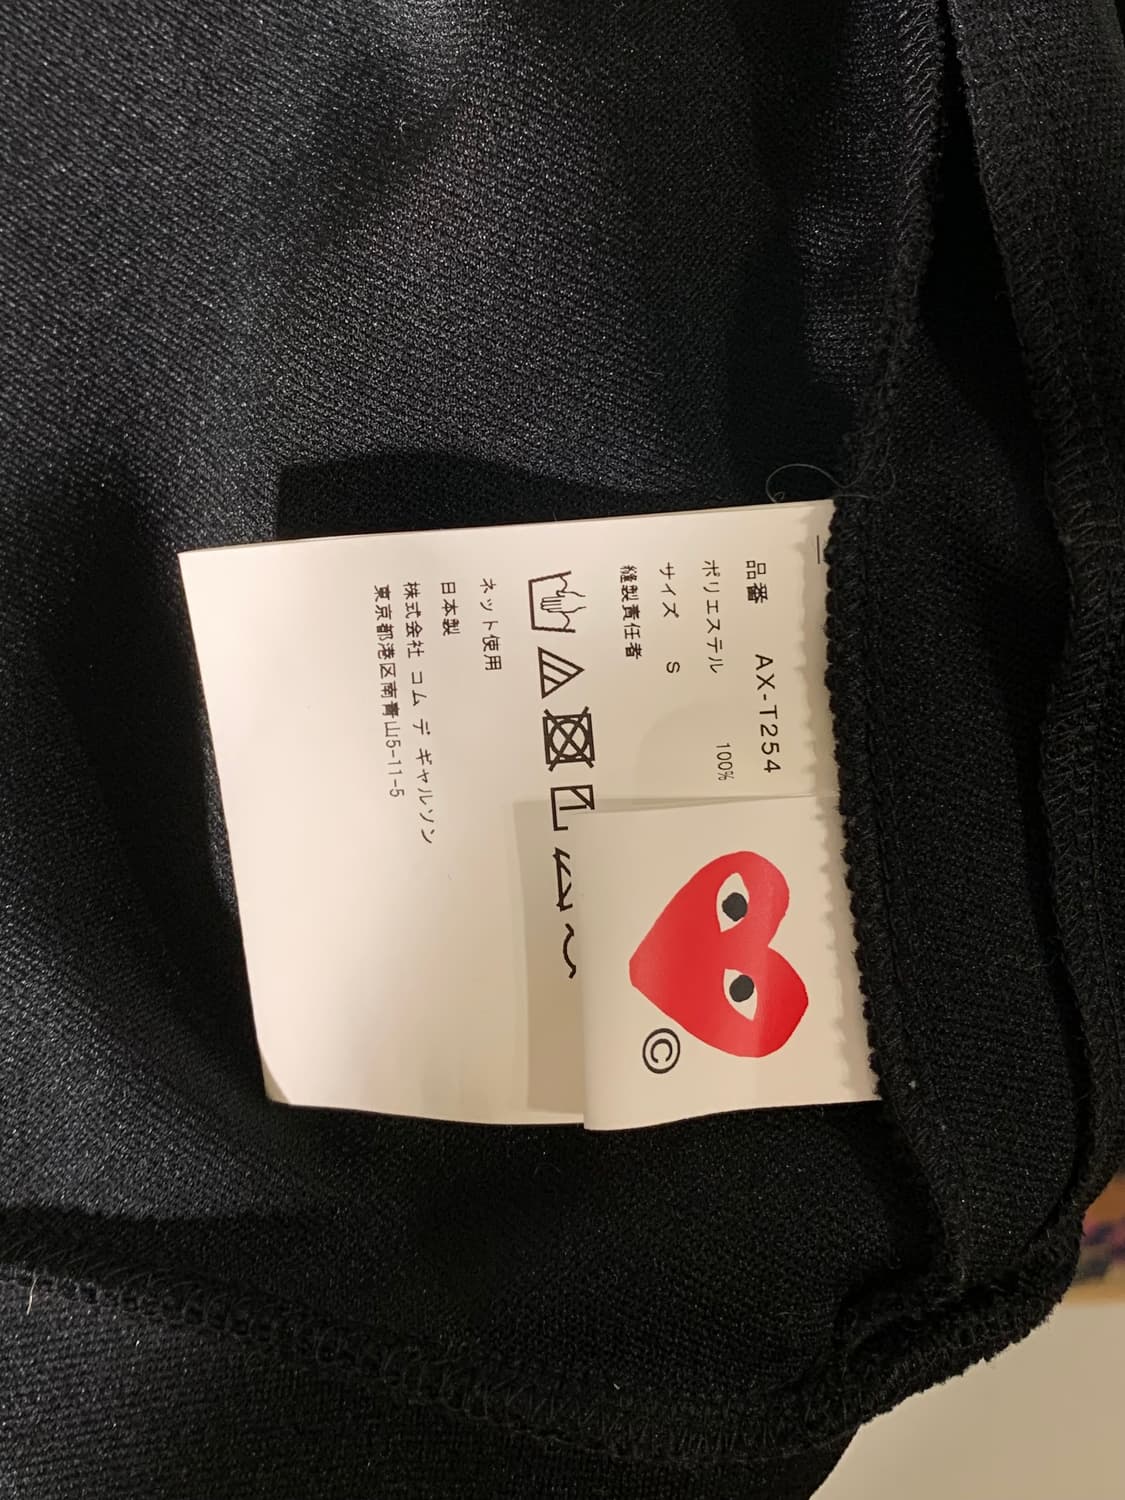 品番 AX-T254
ポリエステル 100%
サイズ S
縫製責任者
ネット使用
日本製
株式会社 コム デ ギャルソン
東京都港区南青山5-11-5
©